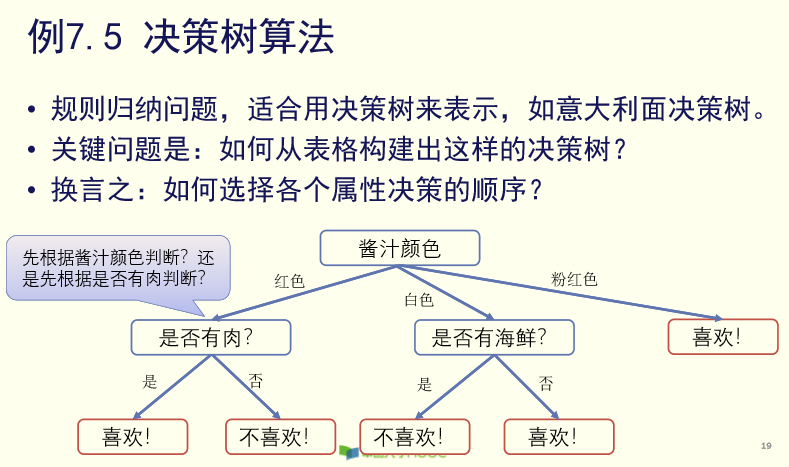 例7.5 决策树算法
• 规则归纳问题，适合用决策树来表示，如意大利面决策树。
• 关键问题是：如何从表格构建出这样的决策树？
• 换言之：如何选择各个属性决策的顺序？
先根据酱汁颜色判断？还
是先根据是否有肉判断？
酱汁颜色
红色
白色
粉红色
是否有肉？
是否有海鲜？
喜欢！
是
否
是
否
喜欢！
不喜欢！
不喜欢！
喜欢！
19